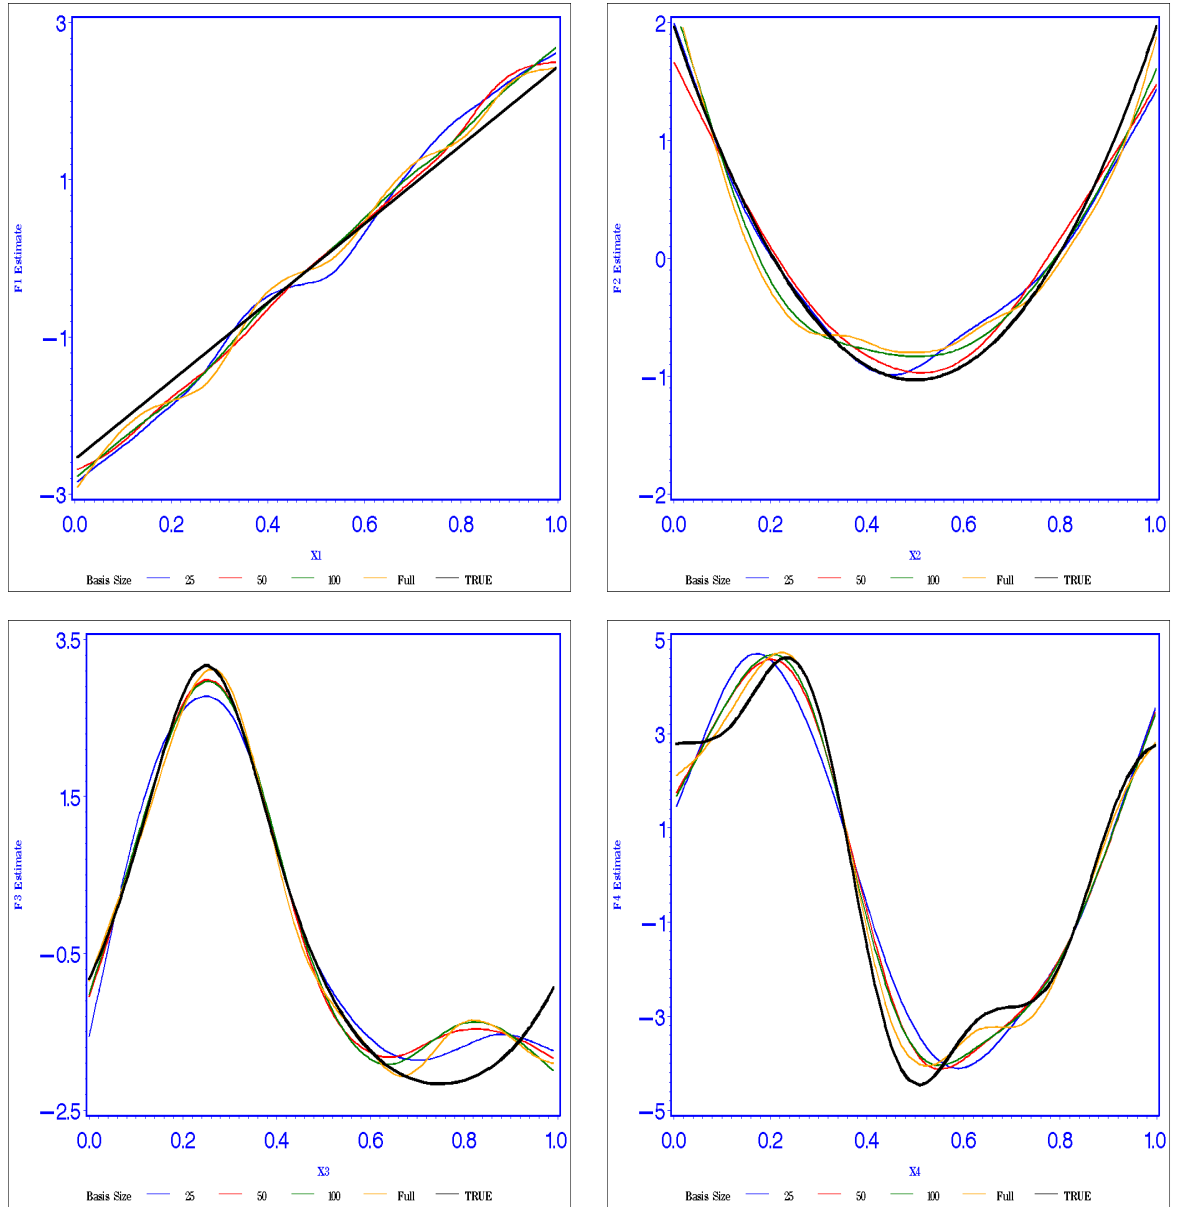 3
1
−1
−3
F1 Estimate
0.0 0.2 0.4 0.6 0.8 1.0
X1
Basis Size 25 50 100 Full TRUE
2
1
0
−1
−2
F2 Estimate
0.0 0.2 0.4 0.6 0.8 1.0
X2
Basis Size 25 50 100 Full TRUE
3.5
1.5
−0.5
−2.5
F3 Estimate
0.0 0.2 0.4 0.6 0.8 1.0
X3
Basis Size 25 50 100 Full TRUE
5
3
1
−1
−3
−5
F4 Estimate
0.0 0.2 0.4 0.6 0.8 1.0
X4
Basis Size 25 50 100 Full TRUE